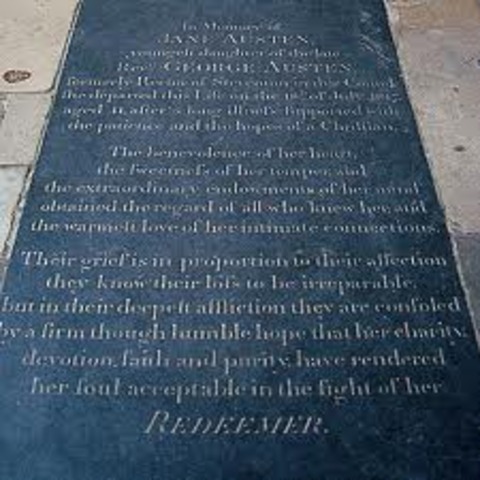 In Memory of
JANE AUSTEN,
youngeſt daughter of the late
Revd GEORGE AUSTEN,
formerly Rector of Steventon in this County
ſhe departed this Life on the 18th of July 1817,
aged 41, after a long illneſs ſupported with
the patience and the hopes of a Chriſtian.
The benevolence of her heart,
the ſweetneſs of her temper, and
the extraordinary endowments of her mind
obtained the regard of all who knew her, and
the warmeſt love of her intimate connections.
Their grief is in proportion to their affection
they know their loſs to be irreparable,
but in their deepeſt affliction they are conſoled
by a firm though humble hope that her charity,
devotion, faith and purity, have rendered
her ſoul acceptable in the ſight of her
REDEEMER.